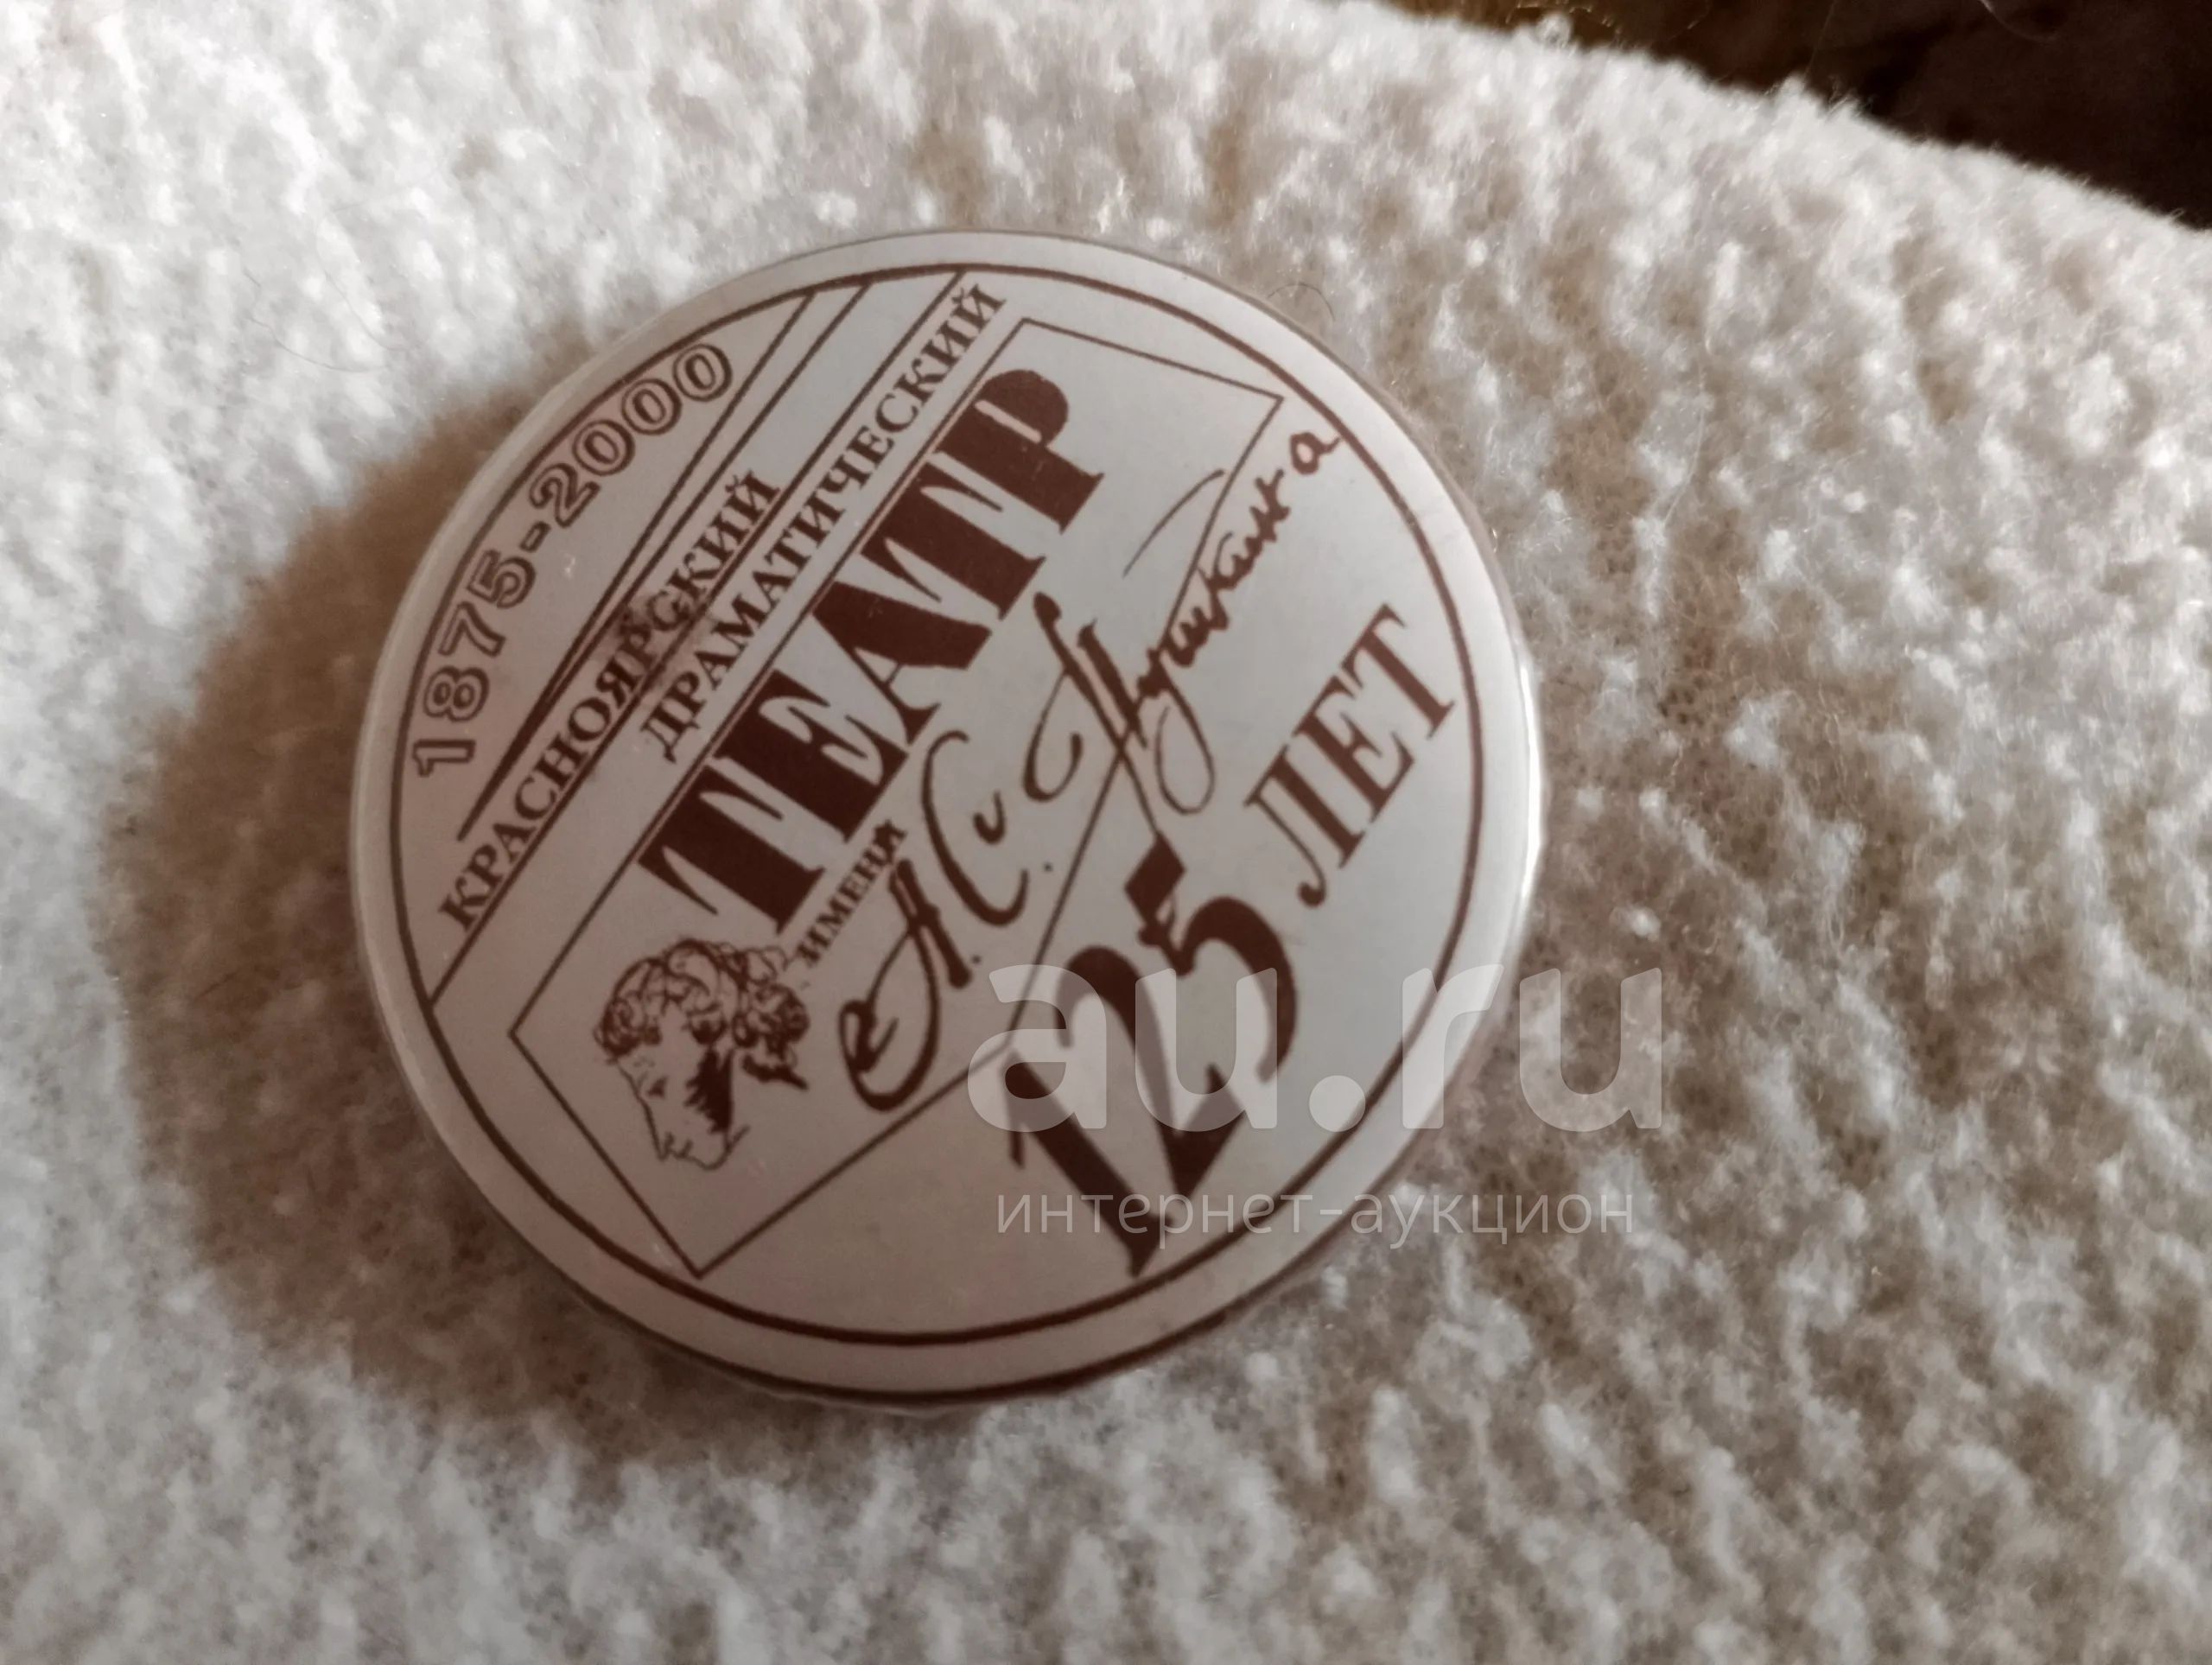 1875-2000
КРАСНОЯРСКИЙ
ДРАМАТИЧЕСКИЙ
ТЕАТР
ИМЕНИ
А.С. Пушкина
125 ЛЕТ
au.ru
интернет-аукцион